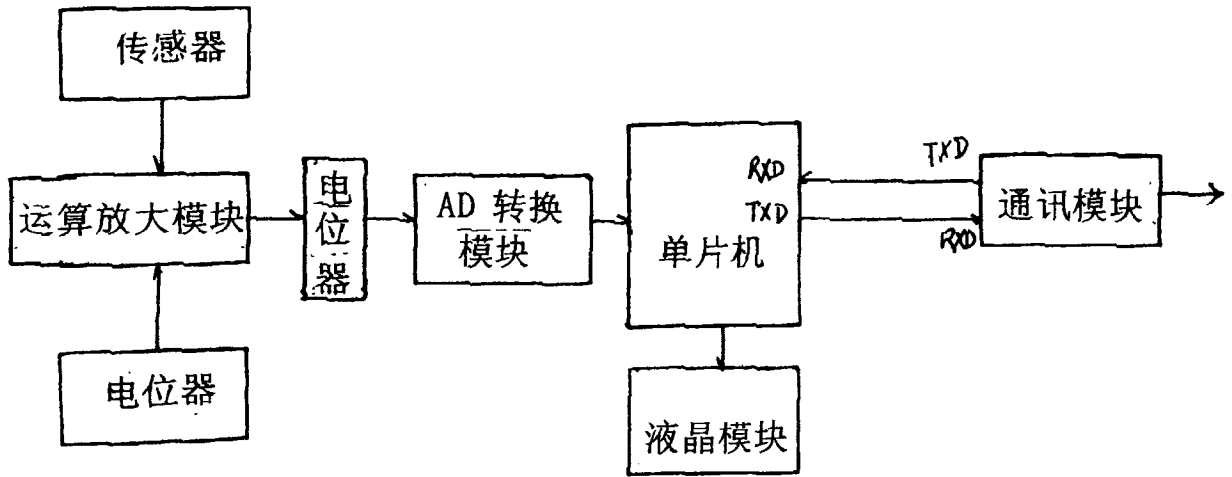 传感器
运算放大模块
电位器
电位器
AD 转换
模块
RXD
TXD
单片机
TXD
RXD
通讯模块
液晶模块